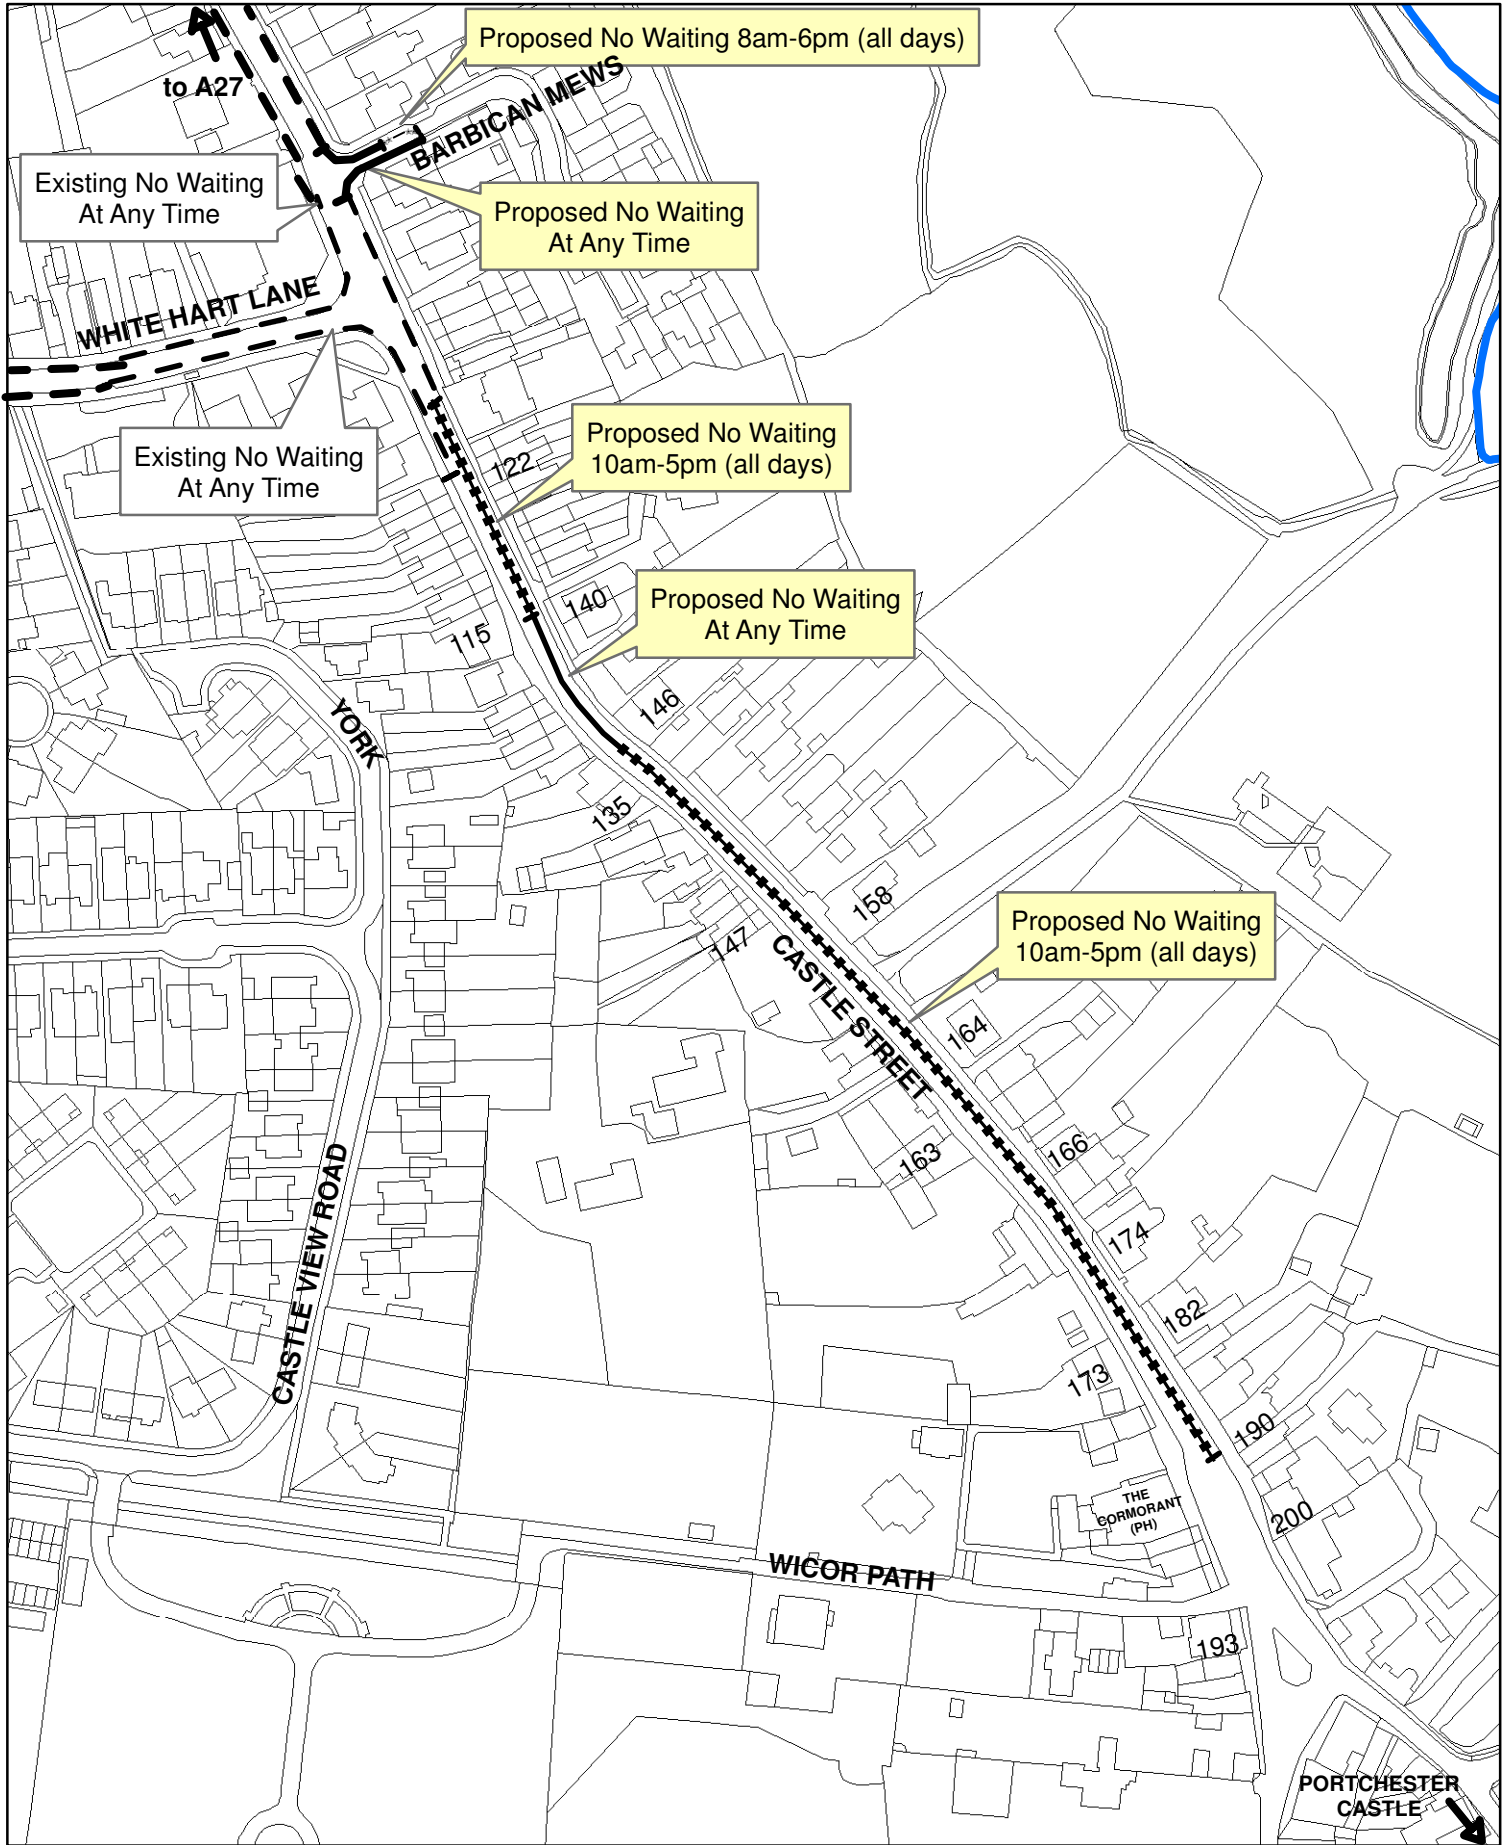 Proposed No Waiting 8am-6pm (all days)
to A27
BARBICAN MEWS
Existing No Waiting
At Any Time
Proposed No Waiting
At Any Time
WHITE HART LANE
Existing No Waiting
At Any Time
Proposed No Waiting
10am-5pm (all days)
122
140
Proposed No Waiting
At Any Time
115
146
YORK
135
158
147
CASTLE STREET
Proposed No Waiting
10am-5pm (all days)
164
163
166
CASTLE VIEW ROAD
174
182
173
190
THE
CORMORANT
(PH)
200
WICOR PATH
193
PORTCHESTER
CASTLE